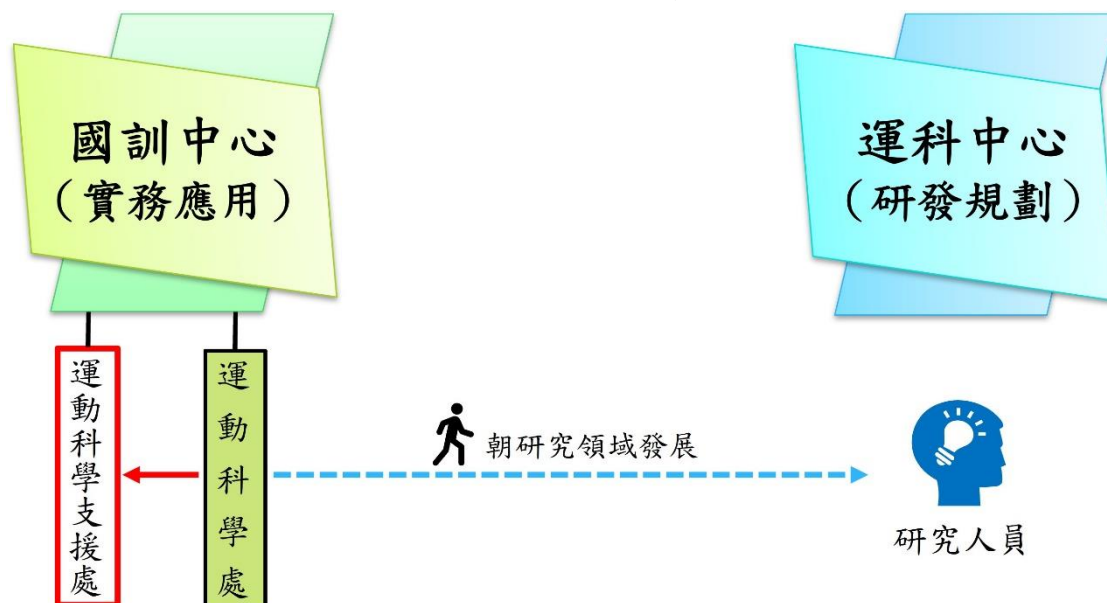 國訓中心
（實務應用）
運科中心
（研發規劃）
運動科學支援處
運動科學處
朝研究領域發展
研究人員